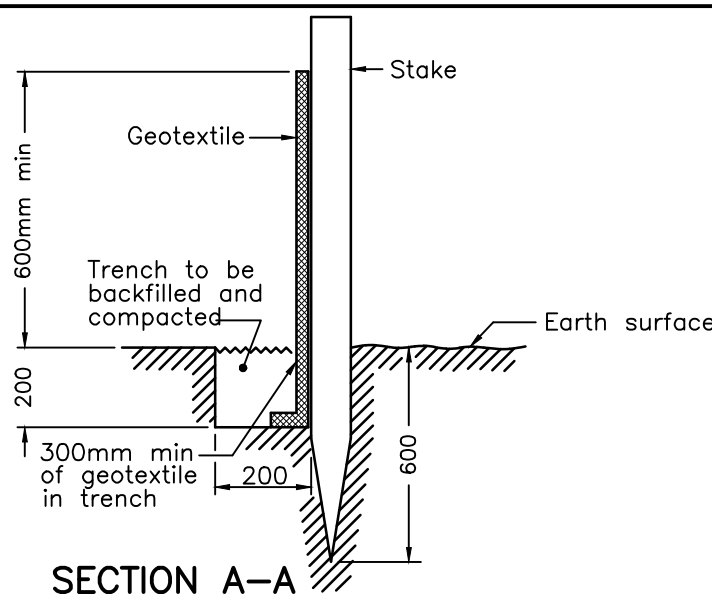 Stake
Geotextile
600mm min
Trench to be
backfilled and
compacted
Earth surface
200
300mm min
of geotextile
in trench
200
600
SECTION A-A